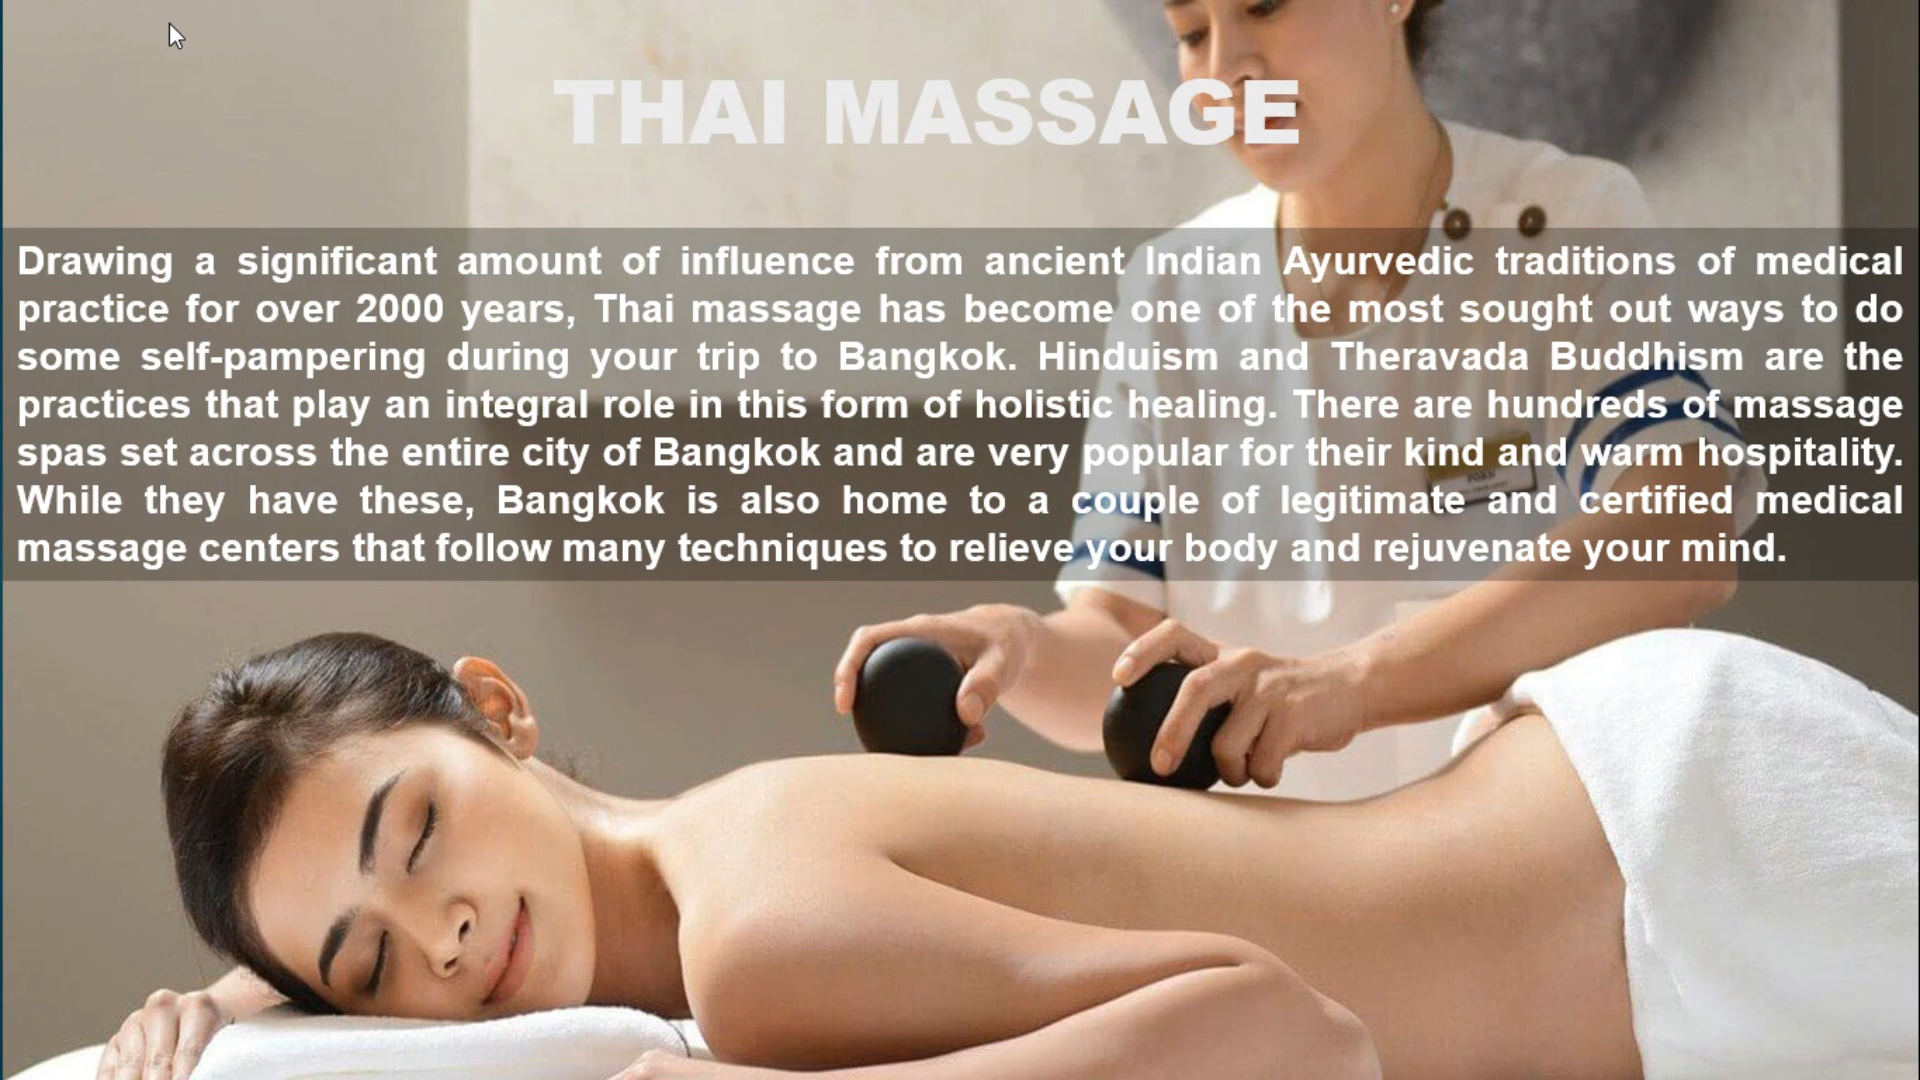 THAI MASSAGE
Drawing a significant amount of influence from ancient Indian Ayurvedic traditions of medical
practice for over 2000 years, Thai massage has become one of the most sought out ways to do
some self-pampering during your trip to Bangkok. Hinduism and Theravada Buddhism are the
practices that play an integral role in this form of holistic healing. There are hundreds of massage
spas set across the entire city of Bangkok and are very popular for their kind and warm hospitality.
While they have these, Bangkok is also home to a couple of legitimate and certified medical
massage centers that follow many techniques to relieve your body and rejuvenate your mind.